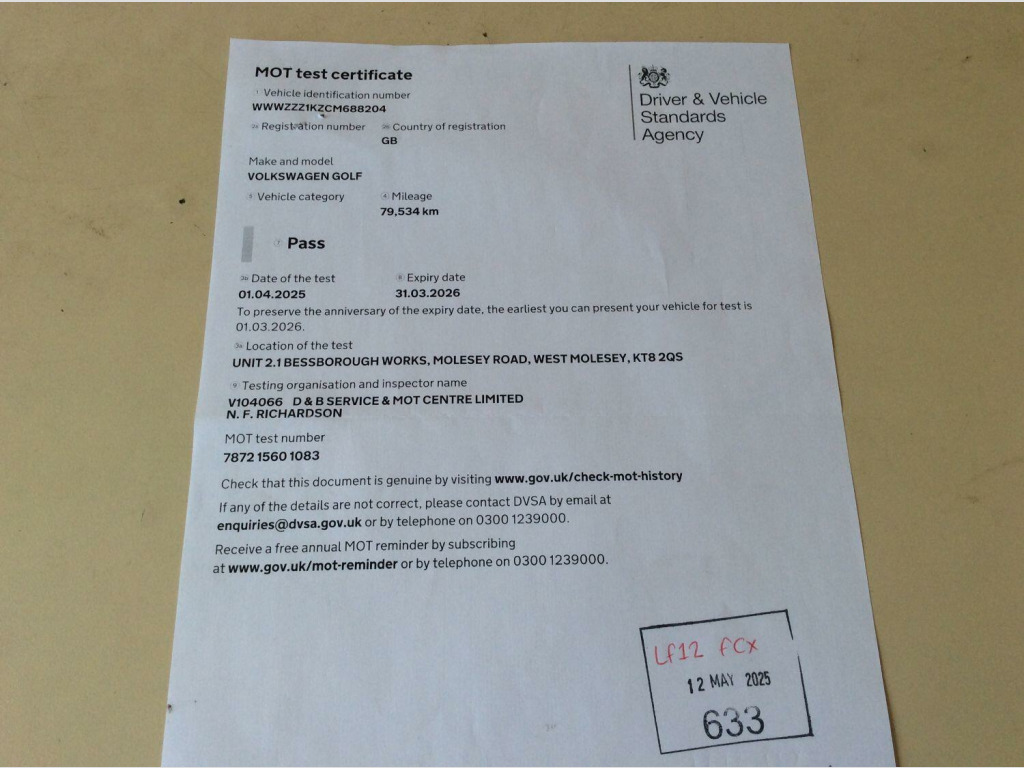 MOT test certificate
Driver & Vehicle
Standards
Agency
Vehicle identification number
WWWZZZ1KZCM688204
Registration number Country of registration
GB
Make and model
VOLKSWAGEN GOLF
Vehicle category Mileage
79,534 km
Pass
Date of the test Expiry date
01.04.2025 31.03.2026
To preserve the anniversary of the expiry date, the earliest you can present your vehicle for test is
01.03.2026.
Location of the test
UNIT 2.1 BESSBOROUGH WORKS, MOLESEY ROAD, WEST MOLESEY, KT8 2QS
Testing organisation and inspector name
V104066 D & B SERVICE & MOT CENTRE LIMITED
N. F. RICHARDSON
MOT test number
7872 1560 1083
Check that this document is genuine by visiting www.gov.uk/check-mot-history
If any of the details are not correct, please contact DVSA by email at
enquiries@dvsa.gov.uk or by telephone on 0300 1239000.
Receive a free annual MOT reminder by subscribing
at www.gov.uk/mot-reminder or by telephone on 0300 1239000.
Lf12 fCx
12 MAY 2025
633